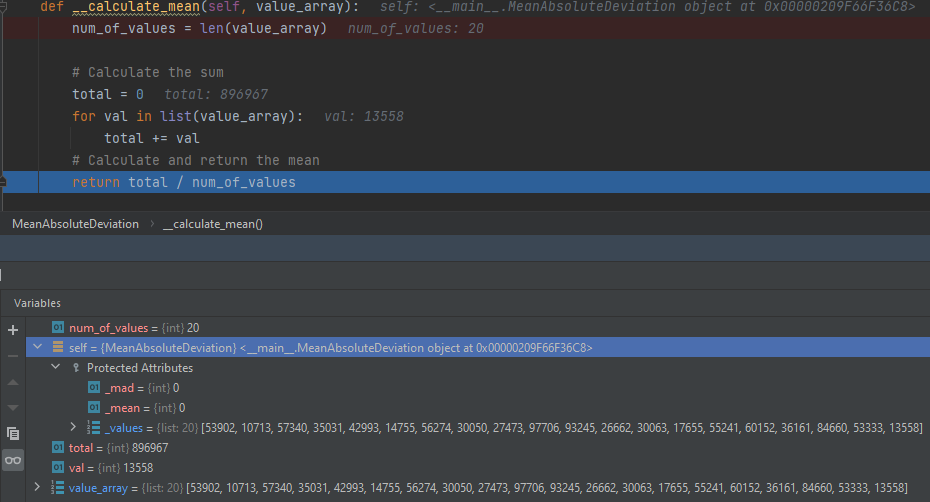 def __calculate_mean(self, value_array):   self: <__main__.MeanAbsoluteDeviation object at 0x00000209F66F36C8>
num_of_values = len(value_array)   num_of_values: 20
# Calculate the sum
total = 0   total: 896967
for val in list(value_array):   val: 13558
total += val
# Calculate and return the mean
return total / num_of_values
MeanAbsoluteDeviation › __calculate_mean()
Variables
num_of_values = {int} 20
self = {MeanAbsoluteDeviation} <__main__.MeanAbsoluteDeviation object at 0x00000209F66F36C8>
Protected Attributes
_mad = {int} 0
_mean = {int} 0
_values = {list: 20} [53902, 10713, 57340, 35031, 42993, 14755, 56274, 30050, 27473, 97706, 93245, 26662, 30063, 17655, 55241, 60152, 36161, 84660, 53333, 13558]
total = {int} 896967
val = {int} 13558
value_array = {list: 20} [53902, 10713, 57340, 35031, 42993, 14755, 56274, 30050, 27473, 97706, 93245, 26662, 30063, 17655, 55241, 60152, 36161, 84660, 53333, 13558]